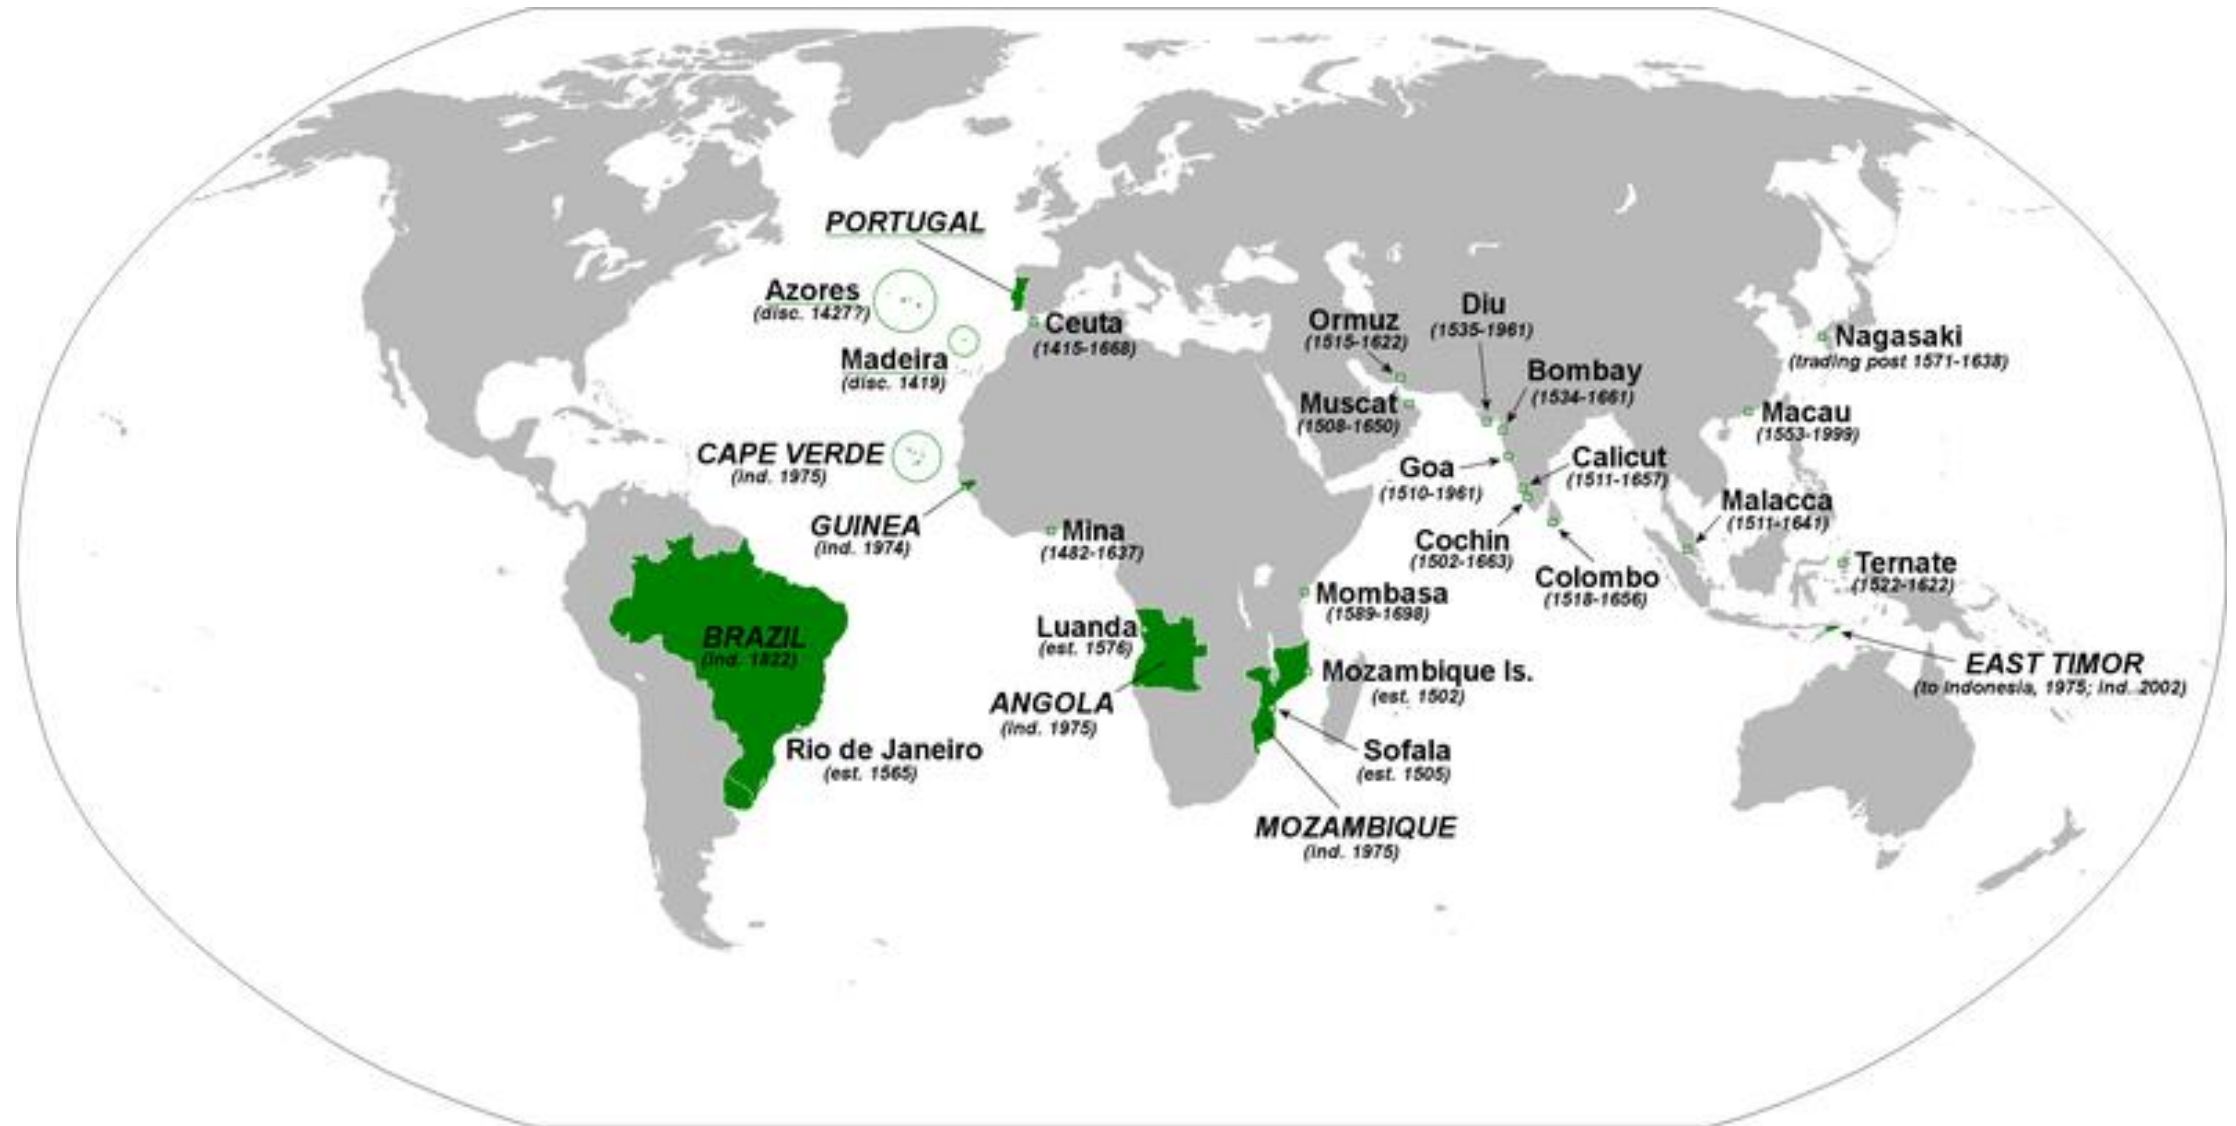 PORTUGAL
Azores
(disc. 1427?)
Madeira
(disc. 1419)
Ceuta
(1415-1668)
CAPE VERDE
(ind. 1975)
GUINEA
(ind. 1974)
Mina
(1482-1637)
BRAZIL
(ind. 1822)
Rio de Janeiro
(est. 1565)
Luanda
(est. 1576)
ANGOLA
(ind. 1975)
Mombasa
(1589-1698)
Mozambique Is.
(est. 1502)
Sofala
(est. 1505)
MOZAMBIQUE
(ind. 1975)
Ormuz
(1515-1622)
Muscat
(1508-1650)
Diu
(1535-1961)
Bombay
(1534-1661)
Goa
(1510-1961)
Calicut
(1511-1657)
Cochin
(1502-1663)
Colombo
(1518-1656)
Nagasaki
(trading post 1571-1638)
Macau
(1553-1999)
Malacca
(1511-1641)
Ternate
(1522-1622)
EAST TIMOR
(to Indonesia, 1975; ind. 2002)